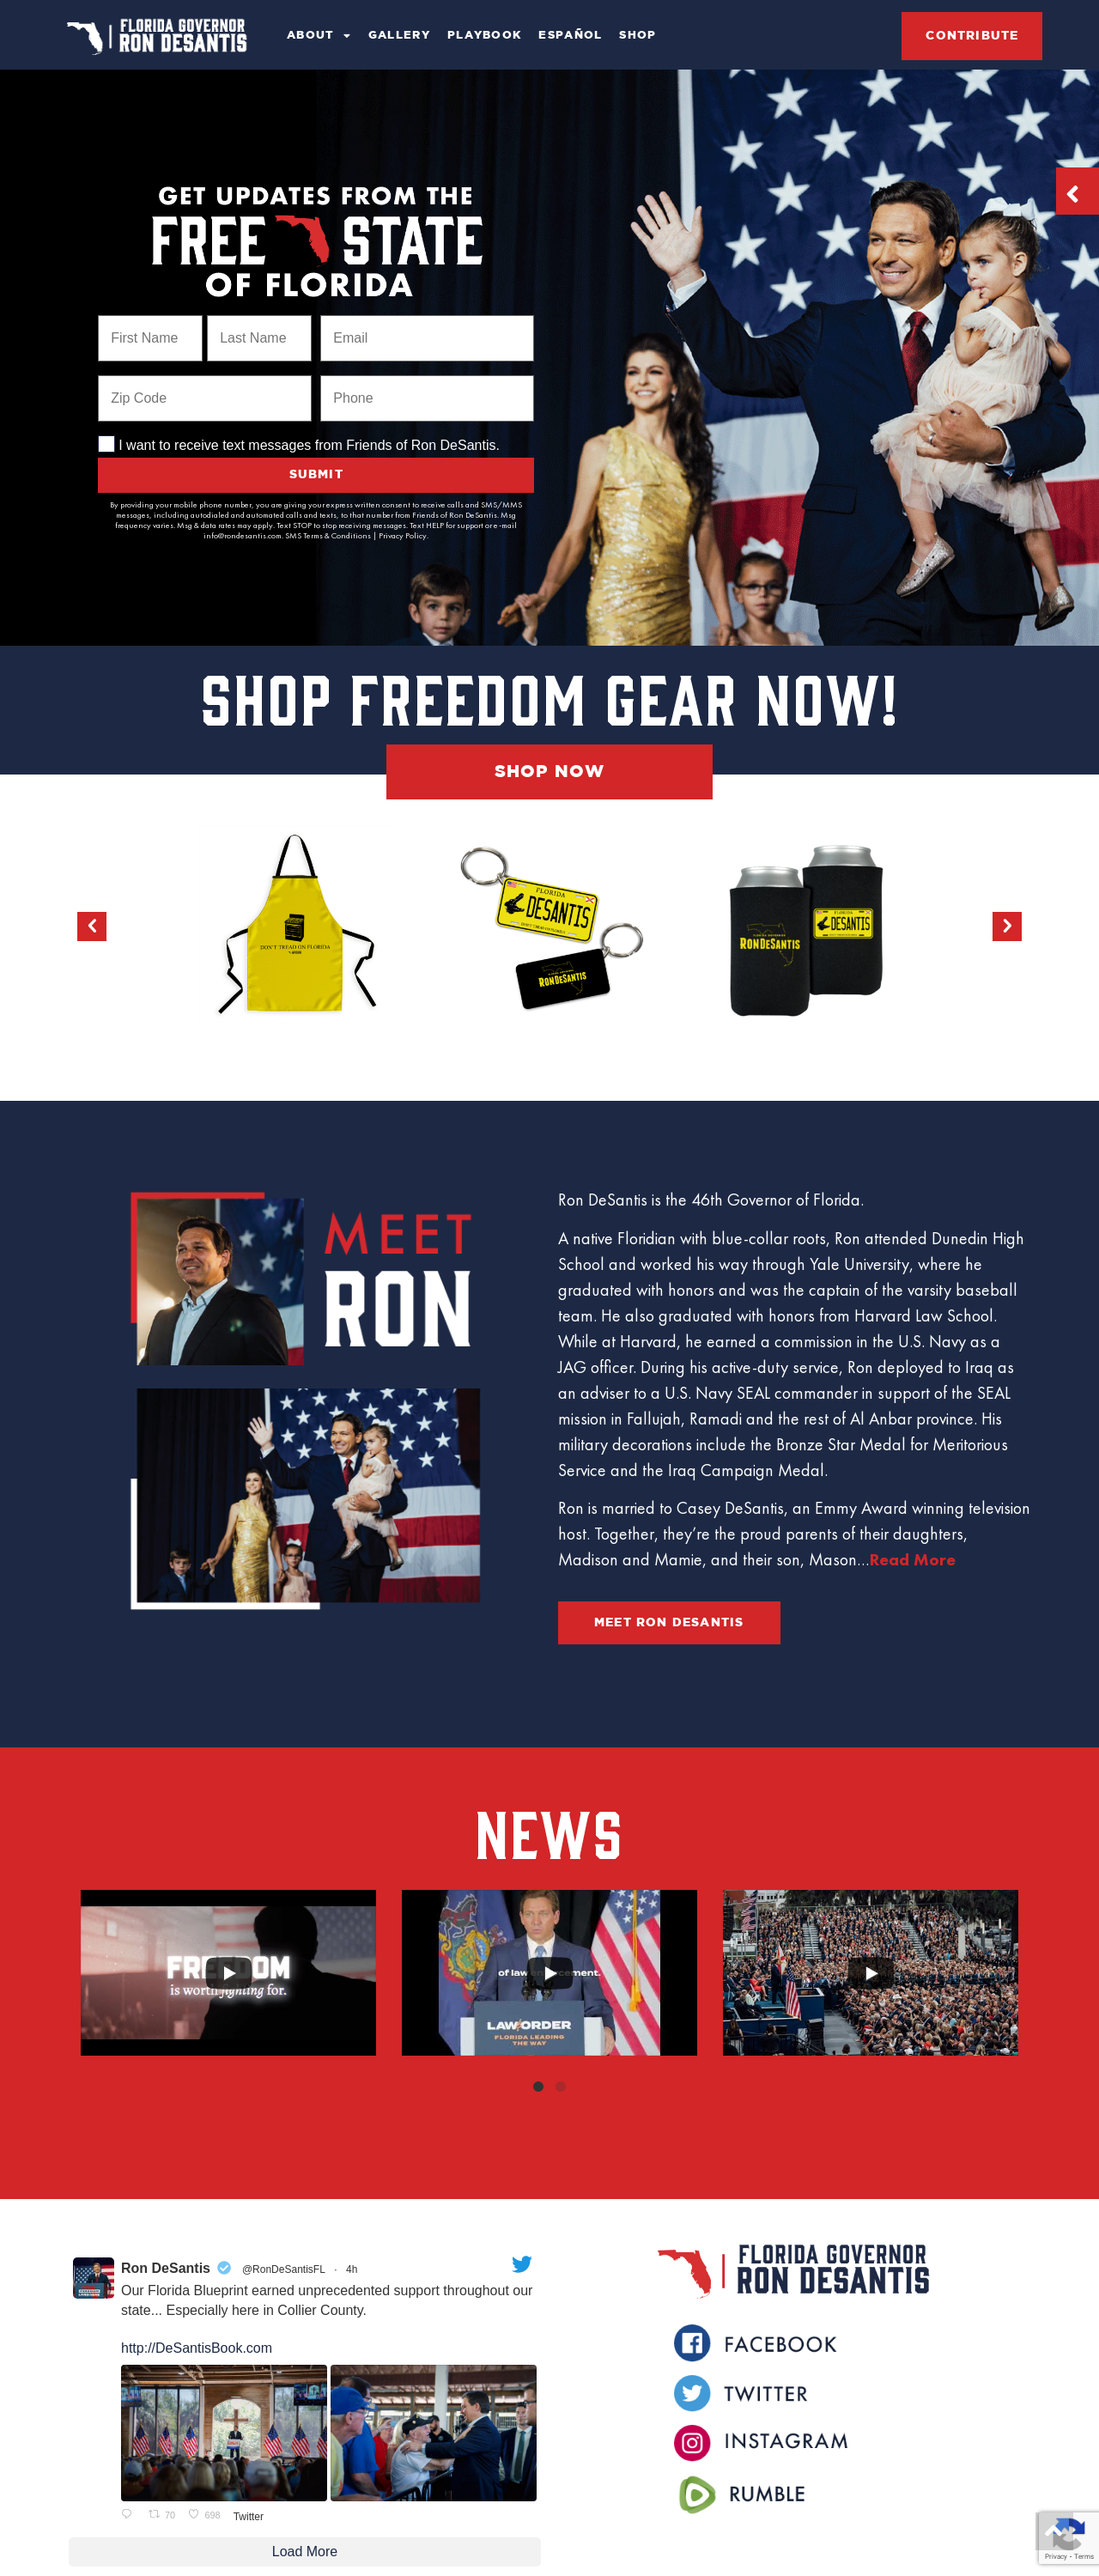 FLORIDA GOVERNOR
RON DESANTIS
ABOUT GALLERY PLAYBOOK ESPAÑOL SHOP
CONTRIBUTE
GET UPDATES FROM THE
FREE STATE
OF FLORIDA
First Name Last Name Email
Zip Code Phone
I want to receive text messages from Friends of Ron DeSantis.
SUBMIT
By providing your mobile phone number, you are giving your express written consent to receive calls and SMS/MMS
messages, including autodialed and automated calls and texts, to that number from Friends of Ron DeSantis. Msg
frequency varies. Msg & data rates may apply. Text STOP to stop receiving messages. Text HELP for support or e-mail
info@rondesantis.com. SMS Terms & Conditions | Privacy Policy.
SHOP FREEDOM GEAR NOW!
SHOP NOW
DON'T TREAD ON FLORIDA
FLORIDA
DESANTIS
RON DESANTIS
FLORIDA
DESANTIS
RON DESANTIS
MEET
RON
Ron DeSantis is the 46th Governor of Florida.
A native Floridian with blue-collar roots, Ron attended Dunedin High
School and worked his way through Yale University, where he
graduated with honors and was the captain of the varsity baseball
team. He also graduated with honors from Harvard Law School.
While at Harvard, he earned a commission in the U.S. Navy as a
JAG officer. During his active-duty service, Ron deployed to Iraq as
an adviser to a U.S. Navy SEAL commander in support of the SEAL
mission in Fallujah, Ramadi and the rest of Al Anbar province. His
military decorations include the Bronze Star Medal for Meritorious
Service and the Iraq Campaign Medal.
Ron is married to Casey DeSantis, an Emmy Award winning television
host. Together, they’re the proud parents of their daughters,
Madison and Mamie, and their son, Mason...Read More
MEET RON DESANTIS
NEWS
is worth fighting for.
LAW ORDER
FLORIDA LEADING
THE WAY
Ron DeSantis @RonDeSantisFL · 4h
Our Florida Blueprint earned unprecedented support throughout our
state... Especially here in Collier County.
http://DeSantisBook.com
70 698 Twitter
Load More
FLORIDA GOVERNOR
RON DESANTIS
FACEBOOK
TWITTER
INSTAGRAM
RUMBLE
Privacy - Terms